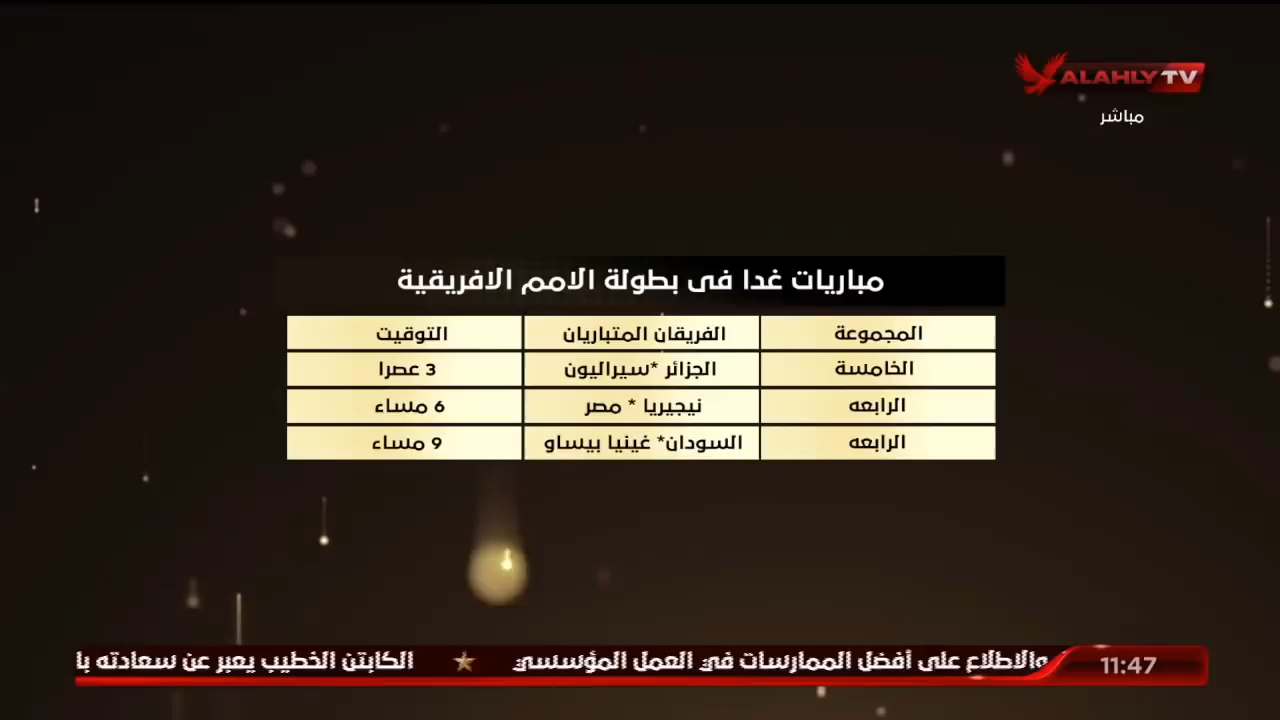 ALAHLY TV
مباشر
مباريات غدا فى بطولة الامم الافريقية
المجموعة الفريقان المتباريان التوقيت
الخامسة الجزائر *سيراليون 3 عصرا
الرابعه نيجيريا * مصر 6 مساء
الرابعه السودان* غينيا بيساو 9 مساء
والاطلاع على أفضل الممارسات في العمل المؤسسي ★ الكابتن الخطيب يعبر عن سعادته با
11:47